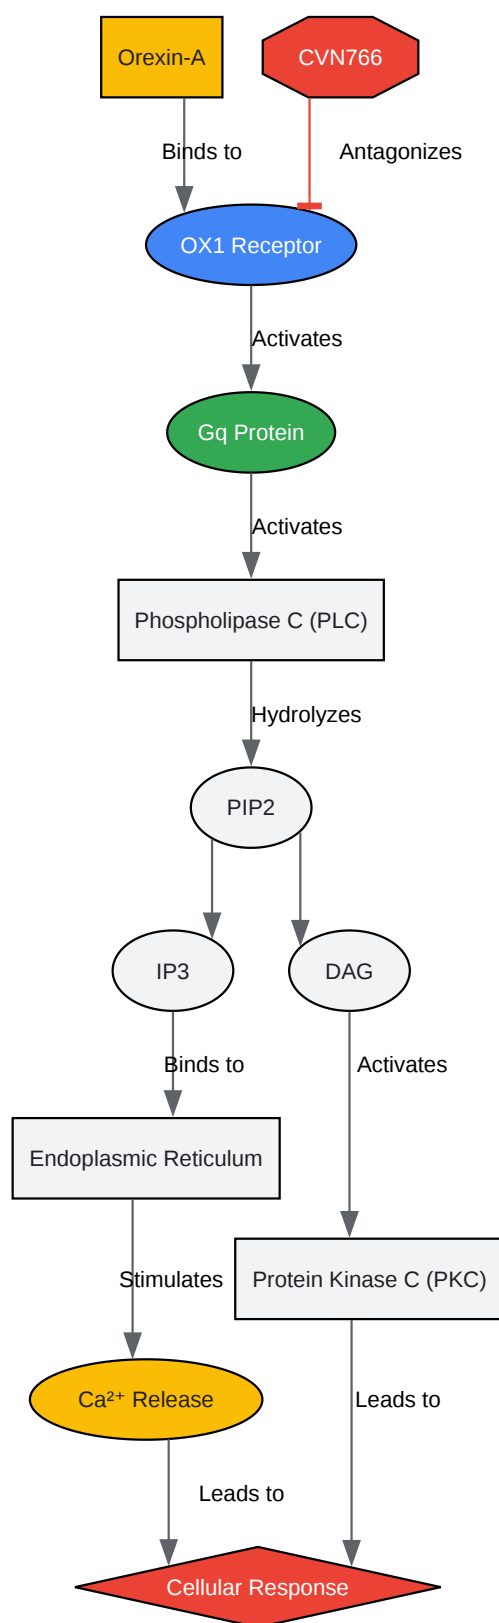 Orexin-A
CVN766
Binds to
Antagonizes
OX1 Receptor
Activates
Gq Protein
Activates
Phospholipase C (PLC)
Hydrolyzes
PIP2
IP3
DAG
Binds to
Activates
Endoplasmic Reticulum
Stimulates
Protein Kinase C (PKC)
Ca²⁺ Release
Leads to
Leads to
Cellular Response